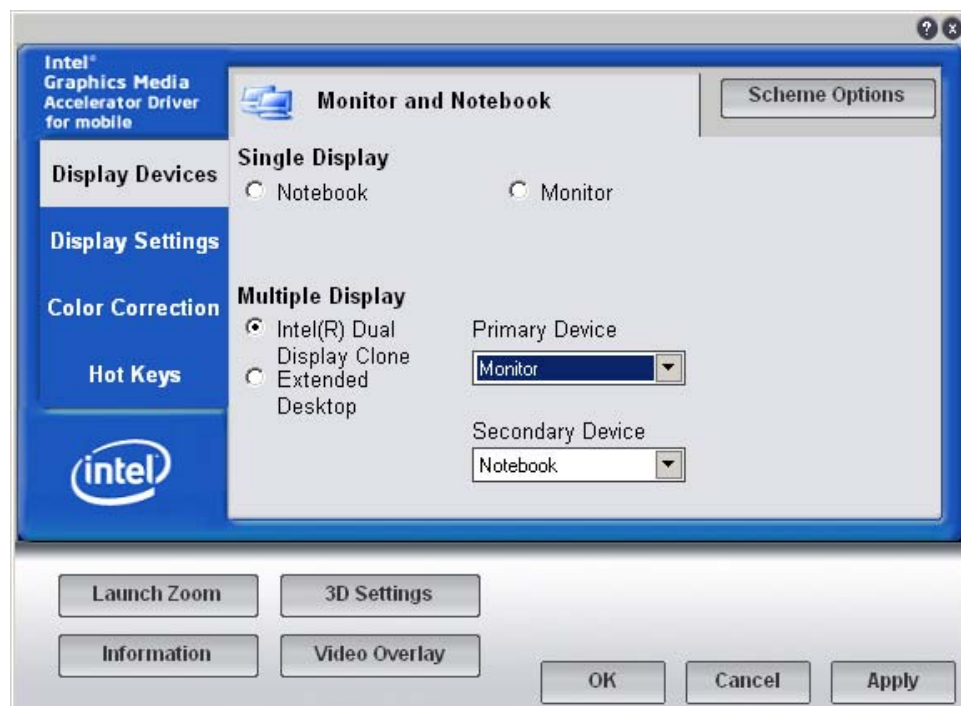 ? x
Intel®
Graphics Media
Accelerator Driver
for mobile
Monitor and Notebook
Scheme Options
Display Devices
Display Settings
Color Correction
Hot Keys
intel
Single Display
Notebook
Monitor
Multiple Display
Intel(R) Dual
Display Clone
Extended
Desktop
Primary Device
Monitor
Secondary Device
Notebook
Launch Zoom
3D Settings
Information
Video Overlay
OK
Cancel
Apply